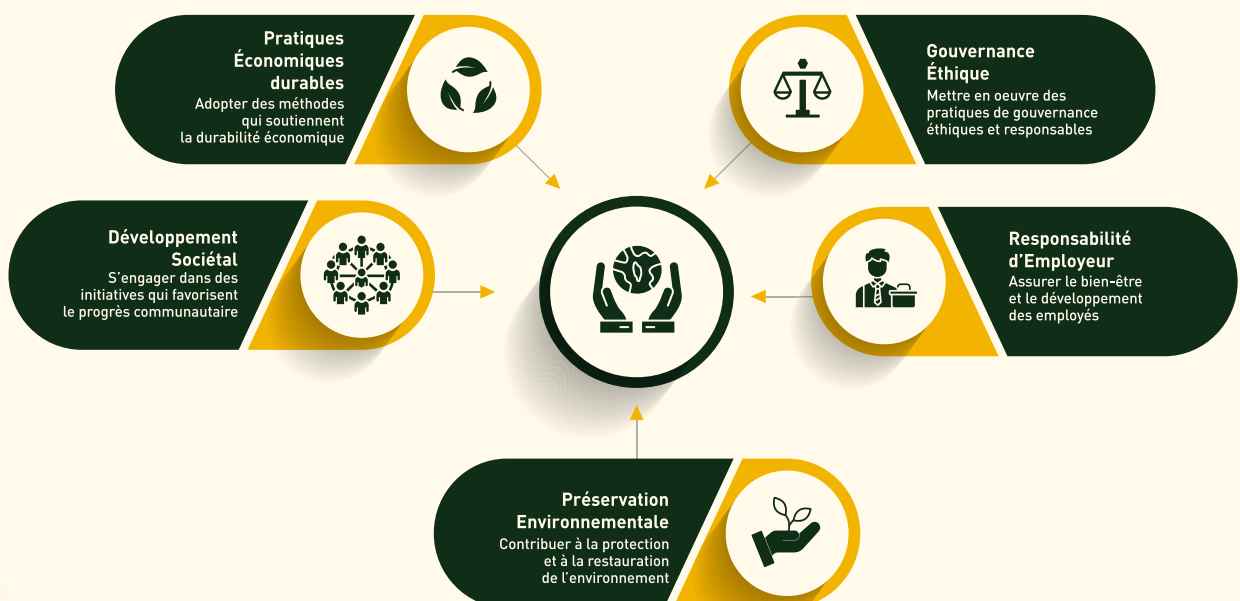 Pratiques
Économiques
durables
Adopter des méthodes
qui soutiennent
la durabilité économique
Gouvernance
Éthique
Mettre en oeuvre des
pratiques de gouvernance
éthiques et responsables
Développement
Sociétal
S’engager dans des
initiatives qui favorisent
le progrès communautaire
Responsabilité
d’Employeur
Assurer le bien-être
et le développement
des employés
Préservation
Environnementale
Contribuer à la protection
et à la restauration
de l’environnement